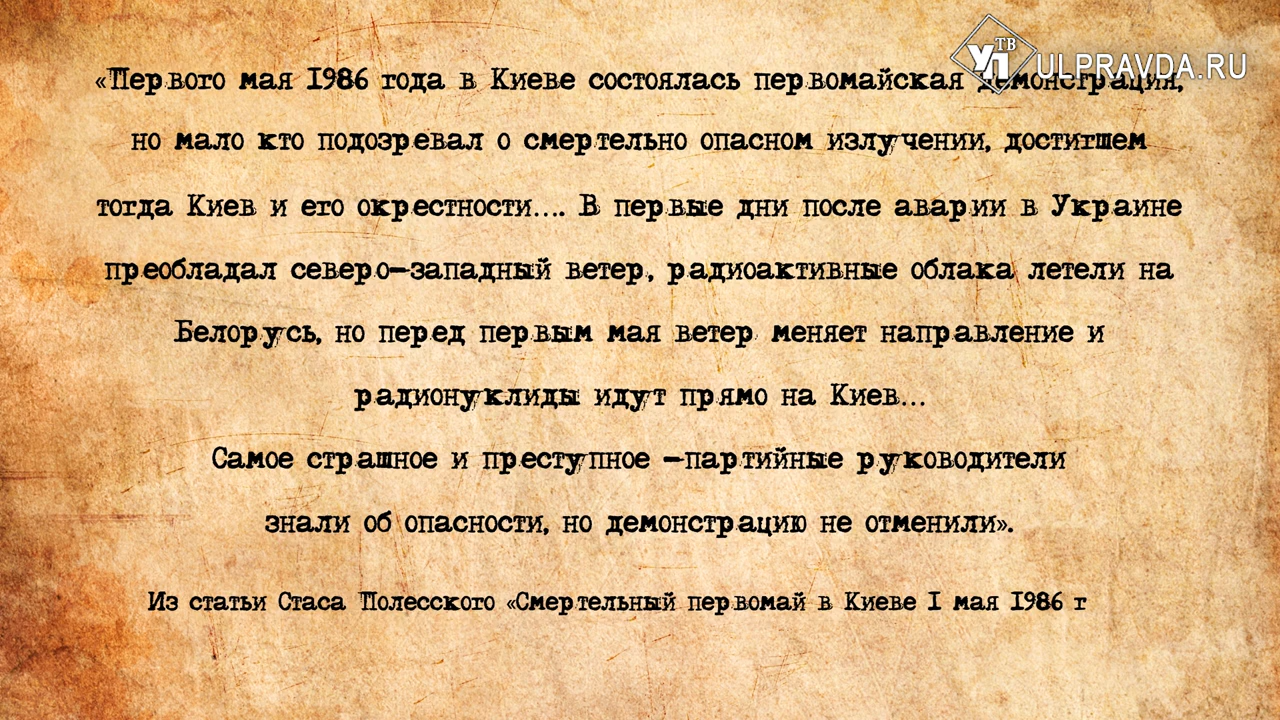 УП ТВ ULPRAVDA.RU
«Первого мая 1986 года в Киеве состоялась первомайская демонстрация,
но мало кто подозревал о смертельно опасном излучении, достигшем
тогда Киев и его окрестности.... В первые дни после аварии в Украине
преобладал северо-западный ветер, радиоактивные облака летели на
Белорусь, но перед первым мая ветер меняет направление и
радионуклиды идут прямо на Киев...
Самое страшное и преступное -партийные руководители
знали об опасности, но демонстрацию не отменили».
Из статьи Стаса Полесского «Смертельный первомай в Киеве 1 мая 1986 г